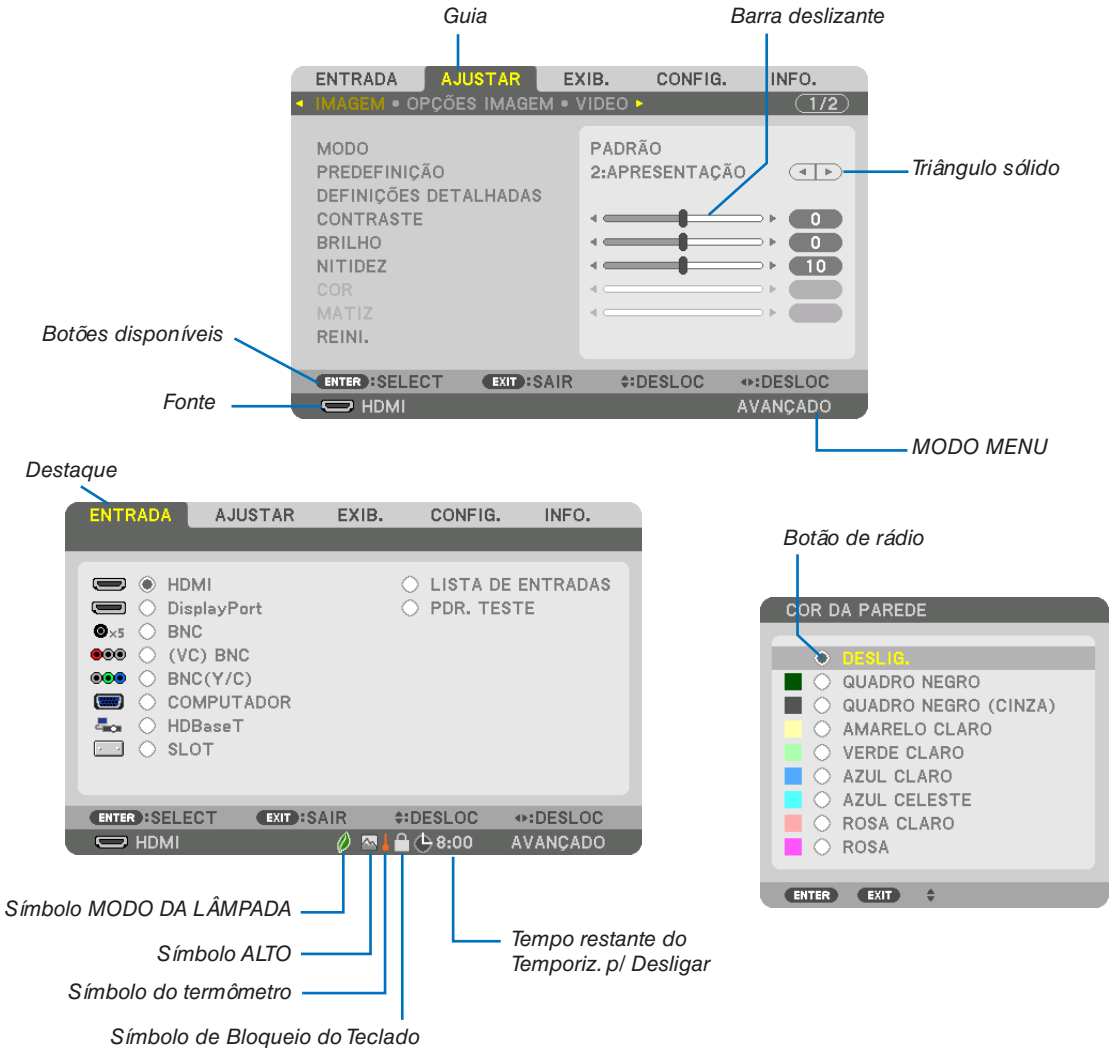 Guia
Barra deslizante
ENTRADA AJUSTAR EXIB. CONFIG. INFO.
IMAGEM • OPÇÕES IMAGEM • VIDEO 1/2
MODO PADRÃO
PREDEFINIÇÃO 2:APRESENTAÇÃO
Triângulo sólido
DEFINIÇÕES DETALHADAS
CONTRASTE 0
BRILHO 0
NITIDEZ 10
COR
MATIZ
REINI.
Botões disponíveis
ENTER :SELECT EXIT :SAIR :DESLOC :DESLOC
Fonte
HDMI AVANÇADO
MODO MENU
Destaque
ENTRADA AJUSTAR EXIB. CONFIG. INFO.
HDMI LISTA DE ENTRADAS
DisplayPort PDR. TESTE
×5 BNC
(VC) BNC
BNC(Y/C)
COMPUTADOR
HDBaseT
SLOT
ENTER :SELECT EXIT :SAIR :DESLOC :DESLOC
HDMI 8:00 AVANÇADO
Símbolo MODO DA LÂMPADA
Símbolo ALTO
Símbolo do termômetro
Símbolo de Bloqueio do Teclado
Tempo restante do
Temporiz. p/ Desligar
Botão de rádio
COR DA PAREDE
DESLIG.
QUADRO NEGRO
QUADRO NEGRO (CINZA)
AMARELO CLARO
VERDE CLARO
AZUL CLARO
AZUL CELESTE
ROSA CLARO
ROSA
ENTER EXIT